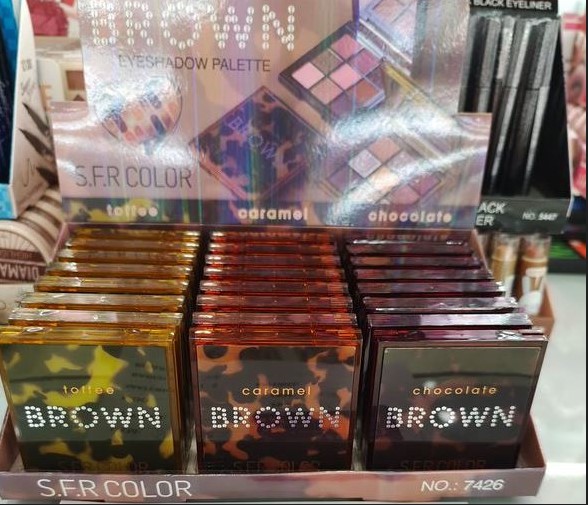 BROWN
EYESHADOW PALETTE
S.F.R COLOR
toffee
caramel
chocolate
toffee
BROWN
caramel
BROWN
chocolate
BROWN
S.F.R COLOR
NO.: 7426
BLACK EYELINER
NO. 5447